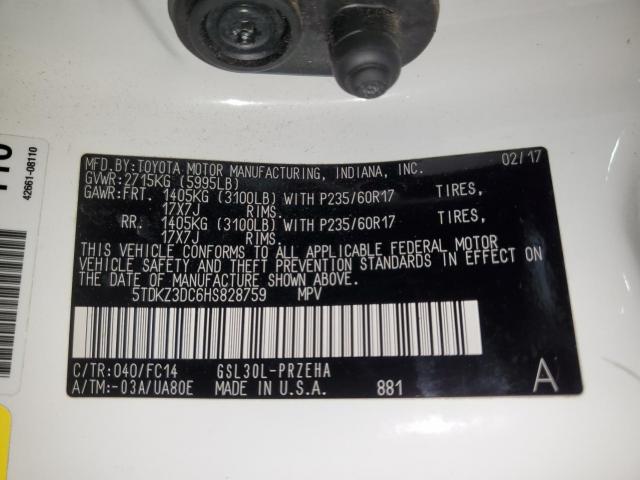 MFD.BY:TOYOTA MOTOR MANUFACTURING, INDIANA, INC. 02/17
GVWR:2715KG (5995LB)
GAWR:FRT. 1405KG (3100LB) WITH P235/60R17 TIRES,
17X7J RIMS.
RR. 1405KG (3100LB) WITH P235/60R17 TIRES,
17X7J RIMS.
THIS VEHICLE CONFORMS TO ALL APPLICABLE FEDERAL MOTOR
VEHICLE SAFETY AND THEFT PREVENTION STANDARDS IN EFFECT ON
THE DATE OF MANUFACTURE SHOWN ABOVE.
5TDKZ3DC6HS828759 MPV
C/TR:040/FC14 GSL30L-PRZEHA
A/TM:-03A/UA80E MADE IN U.S.A. 881 A
42661-08110